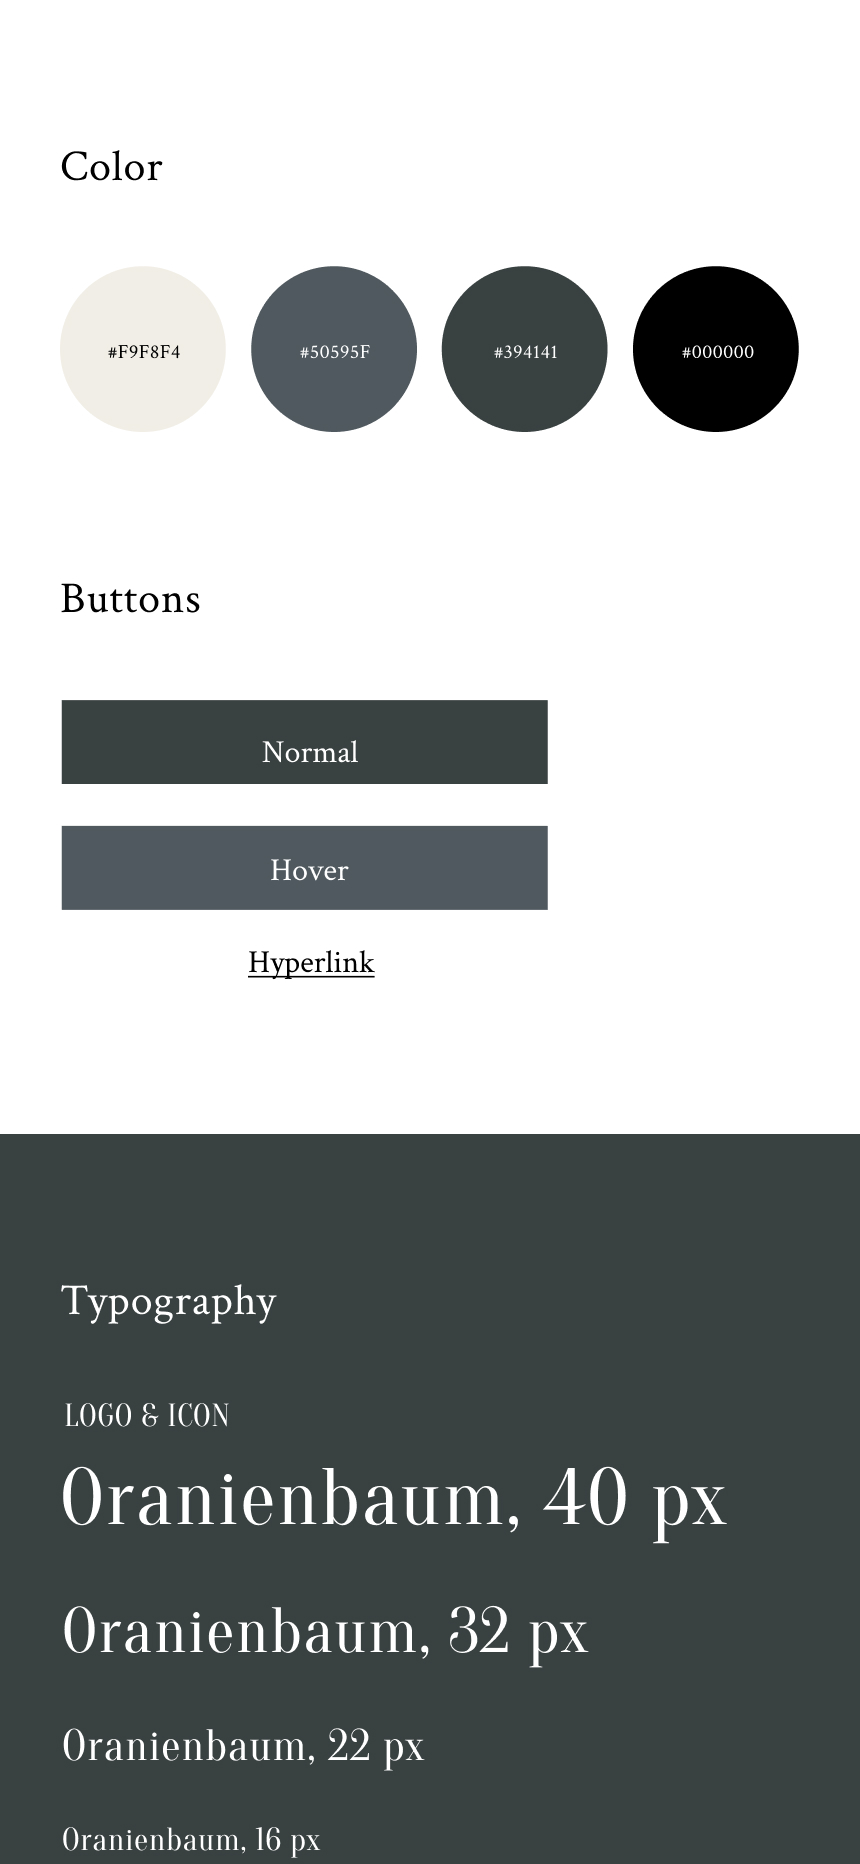 Color
#F9F8F4 #50595F #394141 #000000
Buttons
Normal
Hover
Hyperlink
Typography
LOGO & ICON
Oranienbaum, 40 px
Oranienbaum, 32 px
Oranienbaum, 22 px
Oranienbaum, 16 px